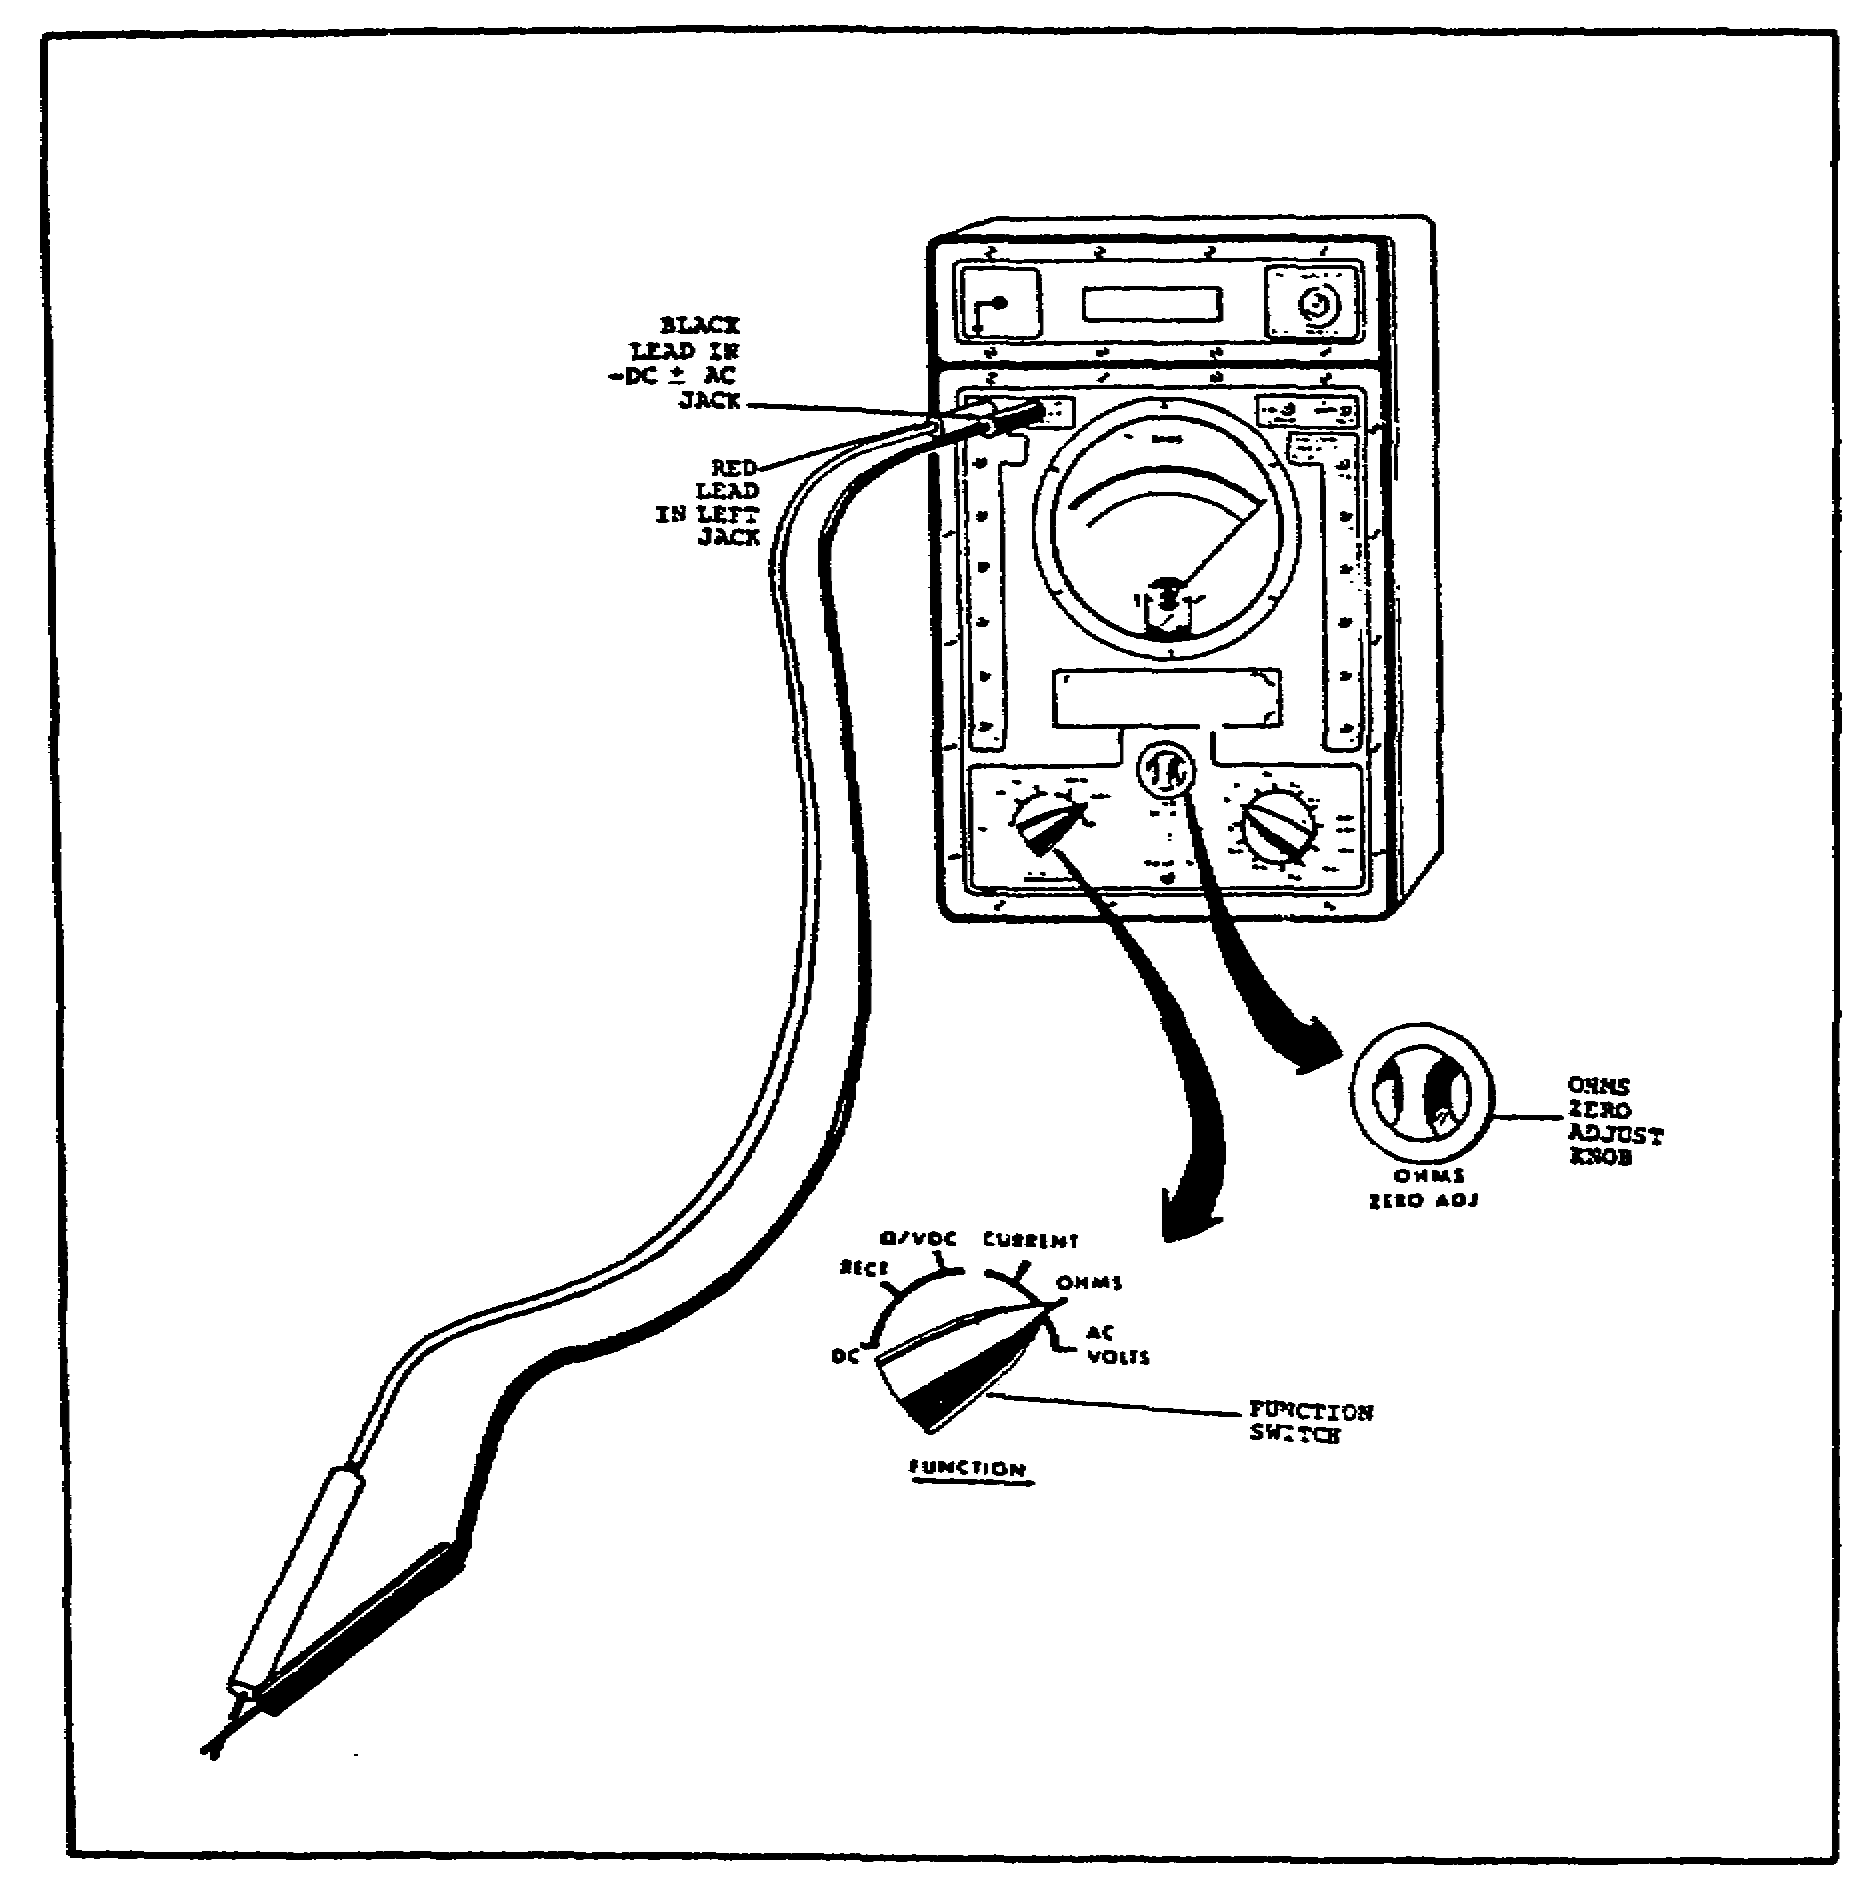 BLACK
LEAD IN
-DC ± AC
JACK
RED
LEAD
IN LEFT
JACK
OHMS
ZERO
ADJUST
KNOB
OHMS
ZERO ADJ
Ω/VDC CURRENT
OHMS
DC
AC
VOLTS
FUNCTION
SWITCH
FUNCTION